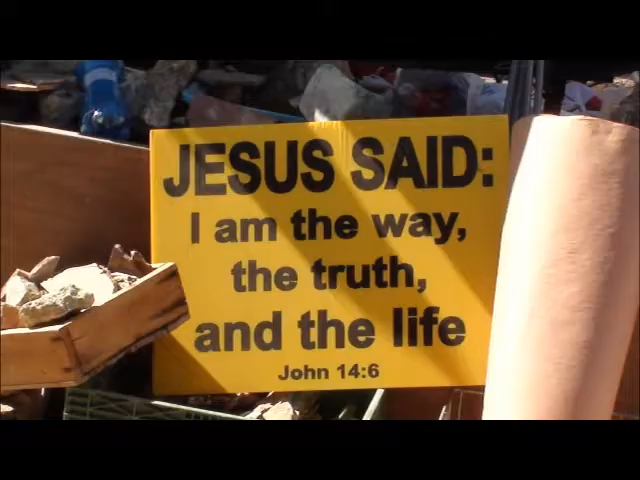 JESUS SAID:
I am the way,
the truth,
and the life
John 14:6